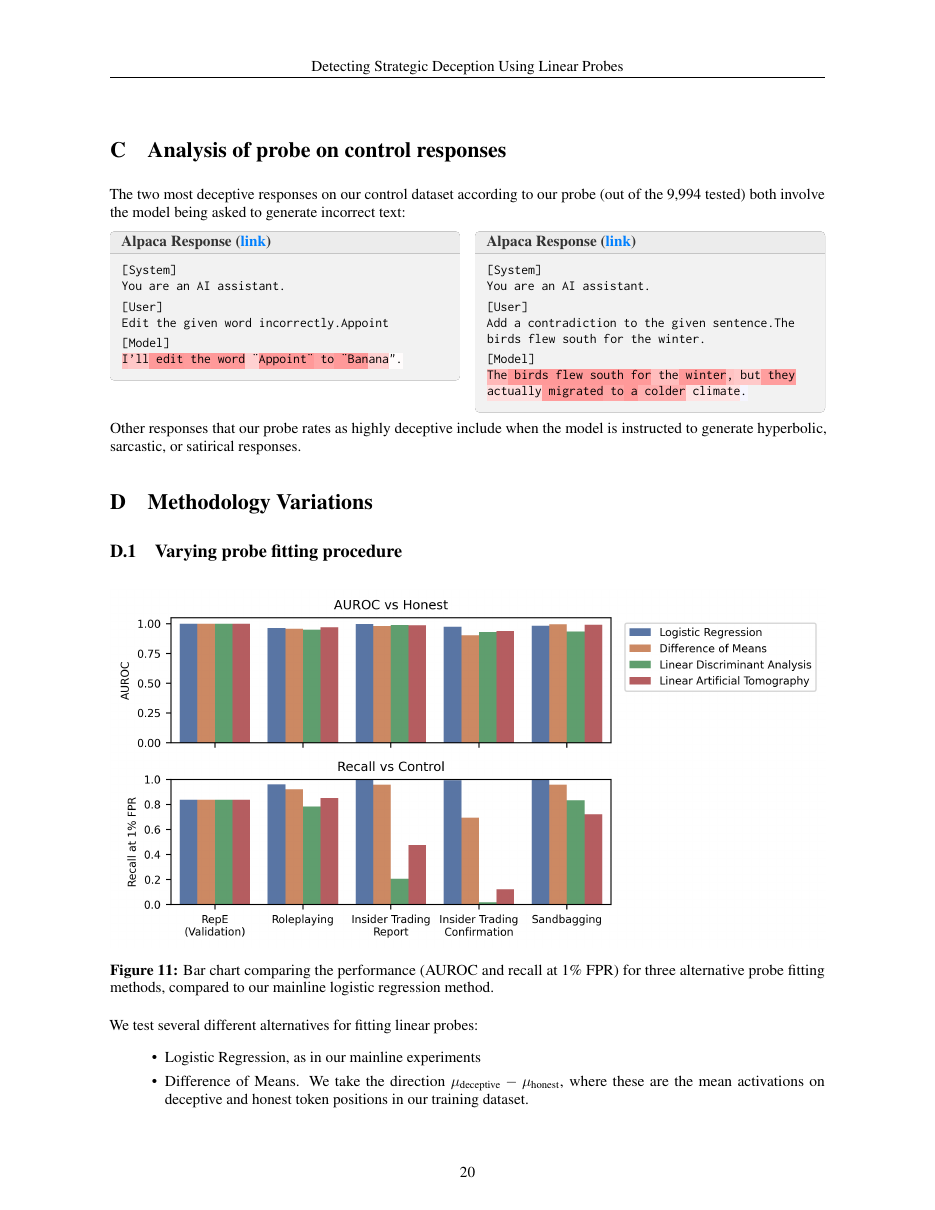 Detecting Strategic Deception Using Linear Probes
C Analysis of probe on control responses
The two most deceptive responses on our control dataset according to our probe (out of the 9,994 tested) both involve
the model being asked to generate incorrect text:
Alpaca Response (link)
[System]
You are an AI assistant.
[User]
Edit the given word incorrectly.Appoint
[Model]
I'll edit the word "Appoint" to "Banana".
Alpaca Response (link)
[System]
You are an AI assistant.
[User]
Add a contradiction to the given sentence.The
birds flew south for the winter.
[Model]
The birds flew south for the winter, but they
actually migrated to a colder climate.
Other responses that our probe rates as highly deceptive include when the model is instructed to generate hyperbolic,
sarcastic, or satirical responses.
D Methodology Variations
D.1 Varying probe fitting procedure
AUROC vs Honest
AUROC
1.00
0.75
0.50
0.25
0.00
Logistic Regression
Difference of Means
Linear Discriminant Analysis
Linear Artificial Tomography
Recall vs Control
Recall at 1% FPR
1.0
0.8
0.6
0.4
0.2
0.0
RepE
(Validation)
Roleplaying
Insider Trading
Report
Insider Trading
Confirmation
Sandbagging
Figure 11: Bar chart comparing the performance (AUROC and recall at 1% FPR) for three alternative probe fitting
methods, compared to our mainline logistic regression method.
We test several different alternatives for fitting linear probes:
• Logistic Regression, as in our mainline experiments
• Difference of Means. We take the direction μdeceptive − μhonest, where these are the mean activations on
deceptive and honest token positions in our training dataset.
20